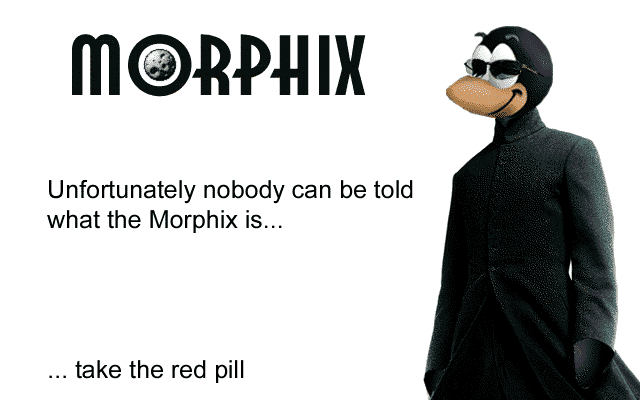 MORPHIX
Unfortunately nobody can be told
what the Morphix is...
... take the red pill